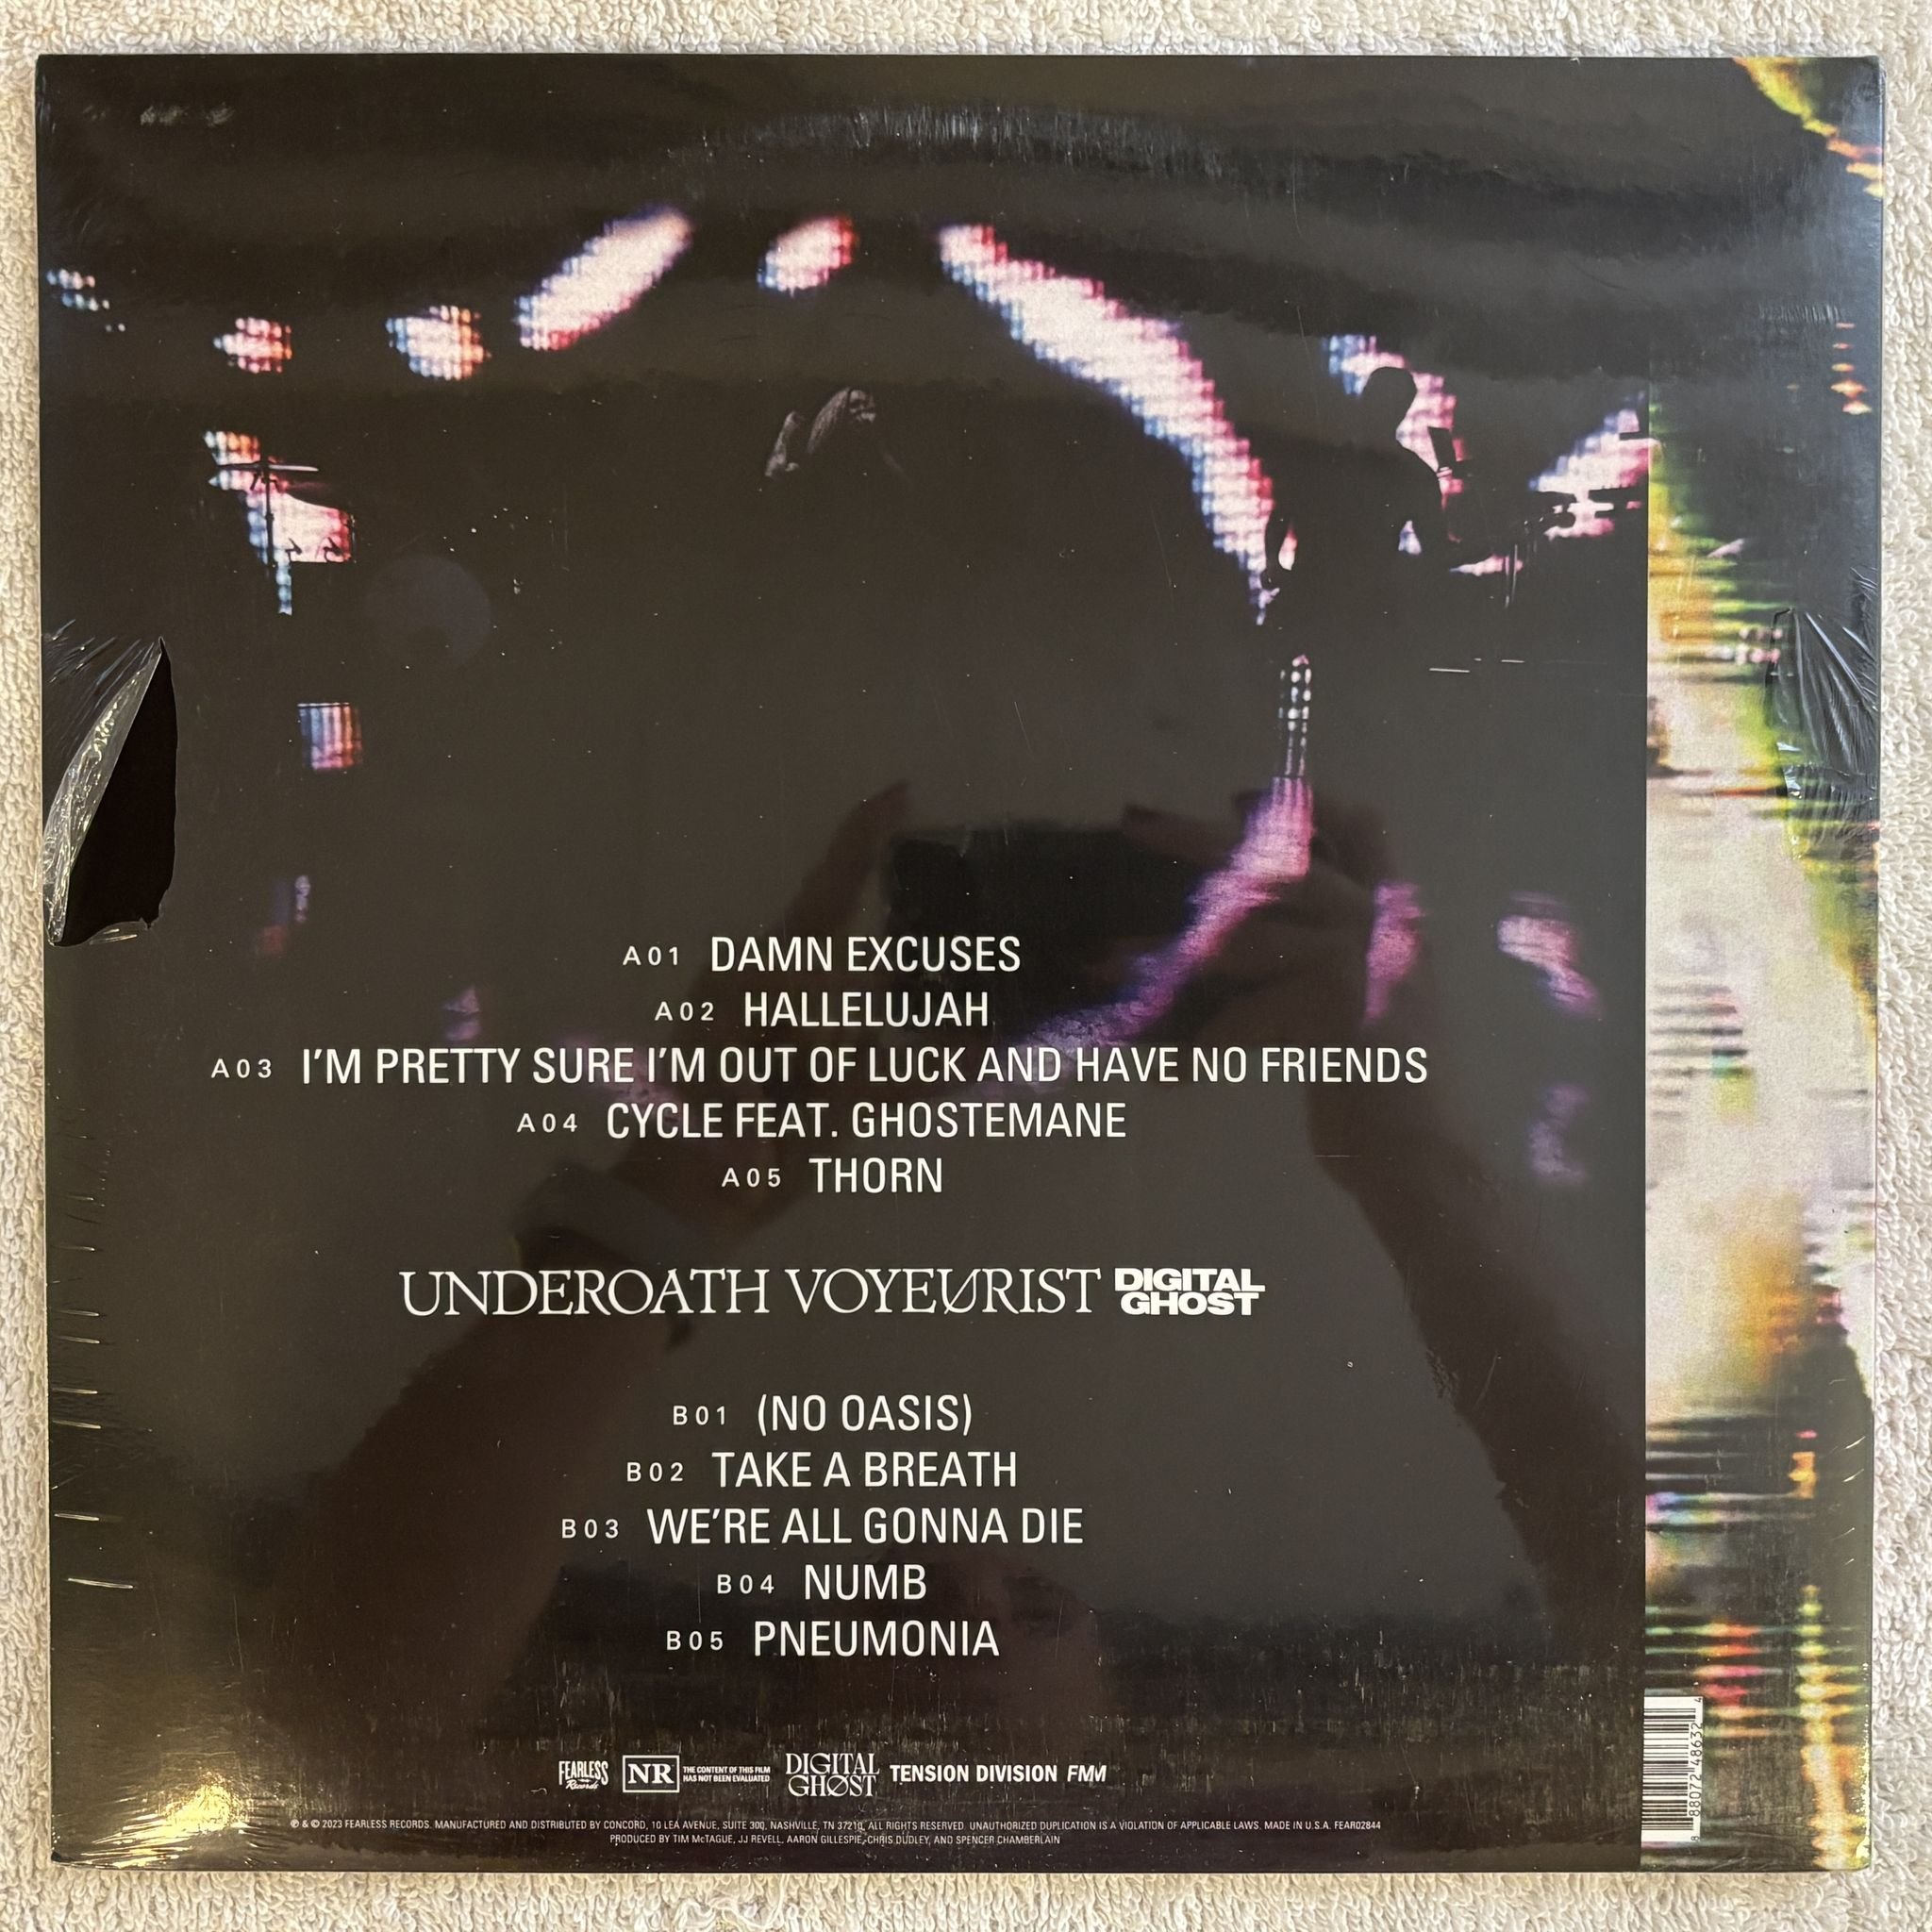 A01 DAMN EXCUSES
A02 HALLELUJAH
A03 I'M PRETTY SURE I'M OUT OF LUCK AND HAVE NO FRIENDS
A04 CYCLE FEAT. GHOSTEMANE
A05 THORN
UNDEROATH VOYEURIST DIGITAL GHOST
B01 (NO OASIS)
B02 TAKE A BREATH
B03 WE'RE ALL GONNA DIE
B04 NUMB
B05 PNEUMONIA
FEARLESS Records NR THE CONTENT OF THIS FILM HAS NOT BEEN EVALUATED DIGITAL GHØST TENSION DIVISION FMM
℗ & © 2023 FEARLESS RECORDS. MANUFACTURED AND DISTRIBUTED BY CONCORD, 10 LEA AVENUE, SUITE 300, NASHVILLE, TN 37210. ALL RIGHTS RESERVED. UNAUTHORIZED DUPLICATION IS A VIOLATION OF APPLICABLE LAWS. MADE IN U.S.A. FEAR02844
PRODUCED BY TIM McTAGUE, JJ REVELL, AARON GILLESPIE, CHRIS DUDLEY, AND SPENCER CHAMBERLAIN
8 88072 48632 4